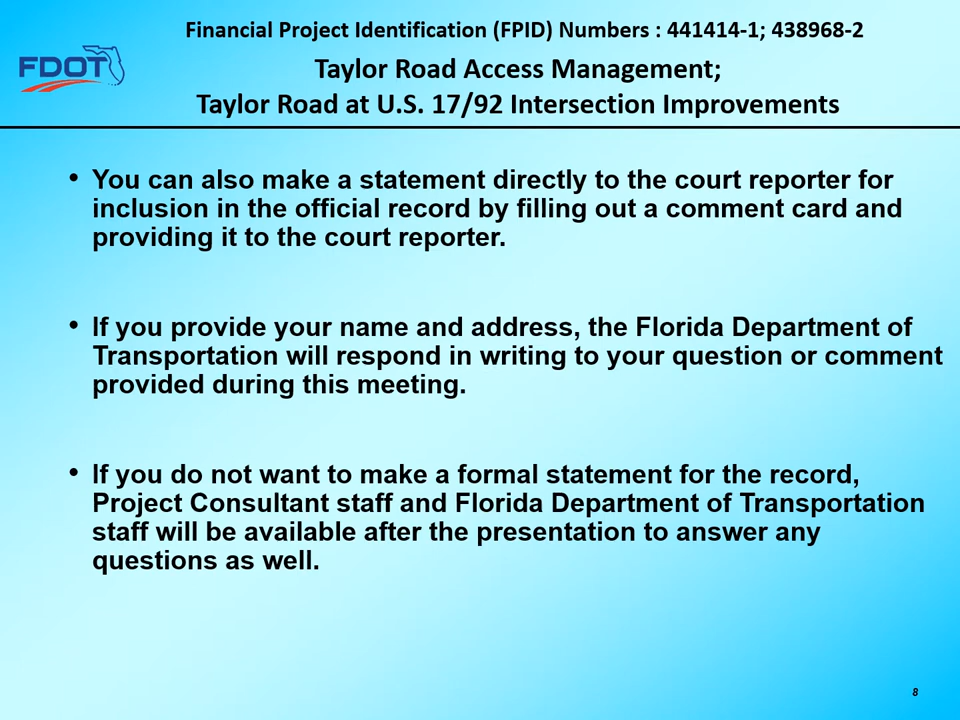 Financial Project Identification (FPID) Numbers : 441414-1; 438968-2
FDOT
Taylor Road Access Management;
Taylor Road at U.S. 17/92 Intersection Improvements
• You can also make a statement directly to the court reporter for
inclusion in the official record by filling out a comment card and
providing it to the court reporter.
• If you provide your name and address, the Florida Department of
Transportation will respond in writing to your question or comment
provided during this meeting.
• If you do not want to make a formal statement for the record,
Project Consultant staff and Florida Department of Transportation
staff will be available after the presentation to answer any
questions as well.
8